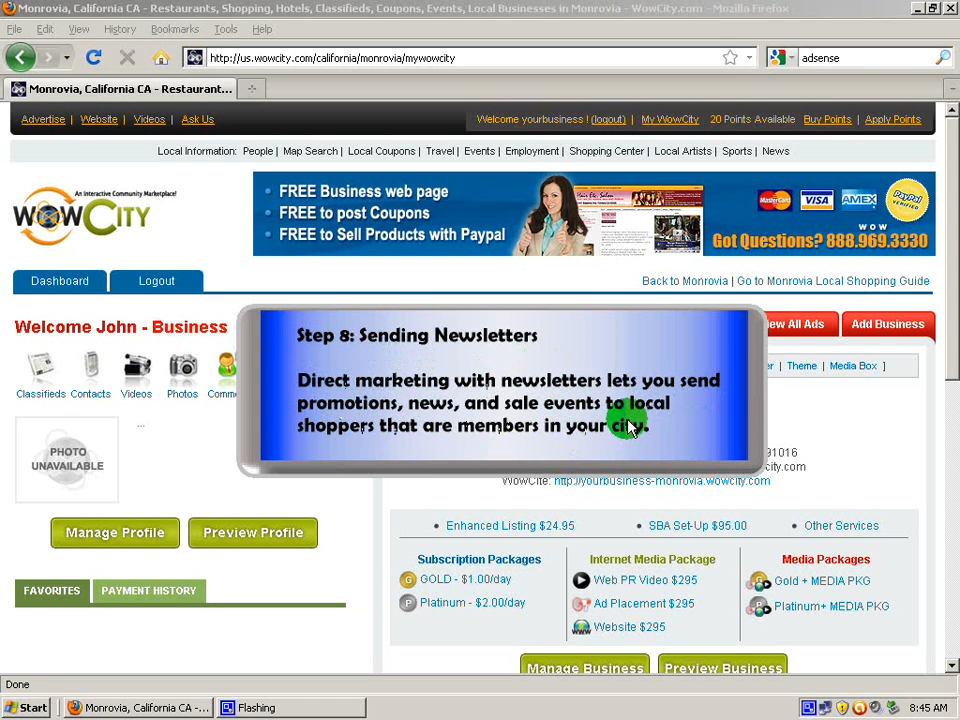 Monrovia, California CA - Restaurants, Shopping, Hotels, Classifieds, Coupons, Events, Local Businesses in Monrovia - WowCity.com - Mozilla Firefox
File Edit View History Bookmarks Tools Help
http://us.wowcity.com/california/monrovia/mywowcity
adsense
Monrovia, California CA - Restaurant...
Advertise | Website | Videos | Ask Us
Welcome yourbusiness ! (logout) | My WowCity 20 Points Available Buy Points | Apply Points
Local Information: People | Map Search | Local Coupons | Travel | Events | Employment | Shopping Center | Local Artists | Sports | News
An Interactive Community Marketplace!
WOWCITY
FREE Business web page
FREE to post Coupons
FREE to Sell Products with Paypal
MasterCard VISA AMEX PayPal VERIFIED
WOW
Got Questions? 888.969.3330
Dashboard Logout
Back to Monrovia | Go to Monrovia Local Shopping Guide
Welcome John - Business
View All Ads Add Business
Classifieds Contacts Videos Photos
Theme | Media Box ]
Step 8: Sending Newsletters
Direct marketing with newsletters lets you send
promotions, news, and sale events to local
shoppers that are members in your city.
...
PHOTO
UNAVAILABLE
91016
city.com
WowCite: http://yourbusiness-monrovia.wowcity.com
Manage Profile Preview Profile
Enhanced Listing $24.95 SBA Set-Up $95.00 Other Services
Subscription Packages Internet Media Package Media Packages
GOLD - $1.00/day Web PR Video $295 Gold + MEDIA PKG
Platinum - $2.00/day Ad Placement $295 Platinum+ MEDIA PKG
Website $295
FAVORITES PAYMENT HISTORY
Manage Business Preview Business
Done
Start Monrovia, California CA -... Flashing 8:45 AM